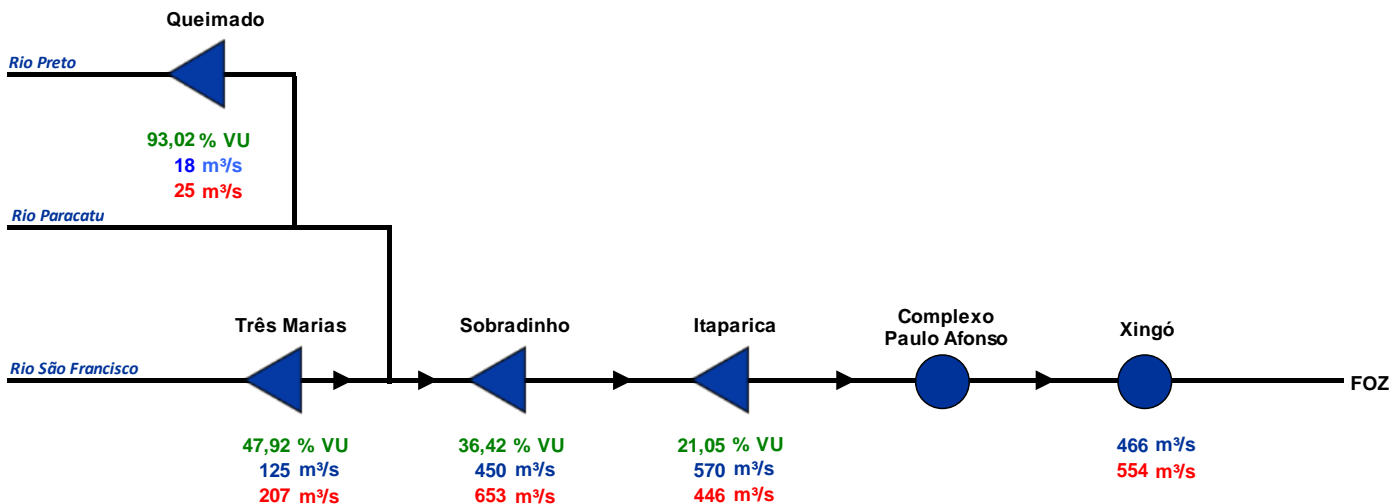 Queimado
Rio Preto
93,02 % VU
18 m³/s
25 m³/s
Rio Paracatu
Três Marias
Sobradinho
Itaparica
Complexo
Paulo Afonso
Xingó
Rio São Francisco
FOZ
47,92 % VU
125 m³/s
207 m³/s
36,42 % VU
450 m³/s
653 m³/s
21,05 % VU
570 m³/s
446 m³/s
466 m³/s
554 m³/s